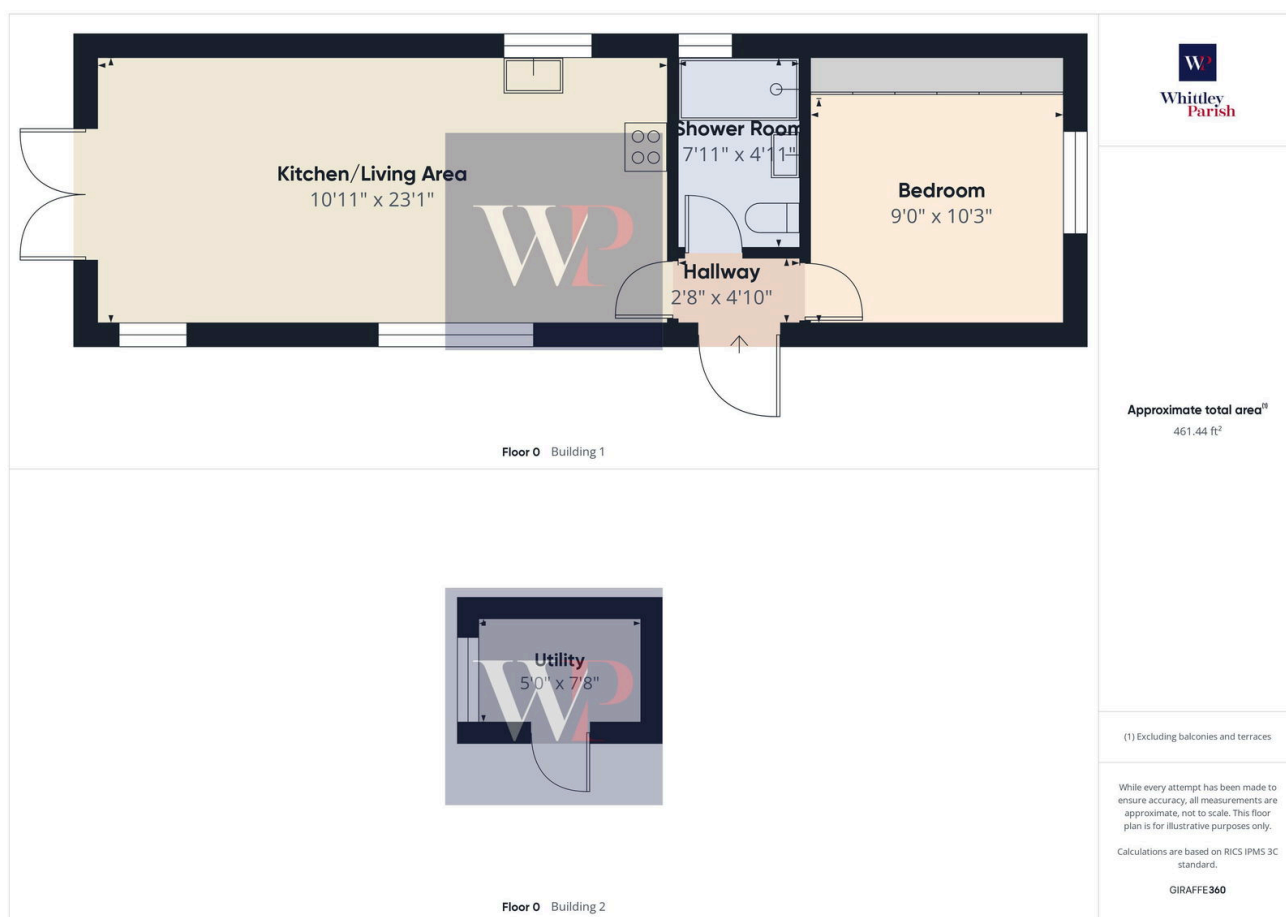 Kitchen/Living Area
10'11" x 23'1"
Shower Room
7'11" x 4'11"
Bedroom
9'0" x 10'3"
Hallway
2'8" x 4'10"
WP
Floor 0 Building 1
Utility
5'0" x 7'8"
WP
Floor 0 Building 2
WP
Whittley
Parish
Approximate total area(1)
461.44 ft²
(1) Excluding balconies and terraces
While every attempt has been made to
ensure accuracy, all measurements are
approximate, not to scale. This floor
plan is for illustrative purposes only.
Calculations are based on RICS IPMS 3C
standard.
GIRAFFE360